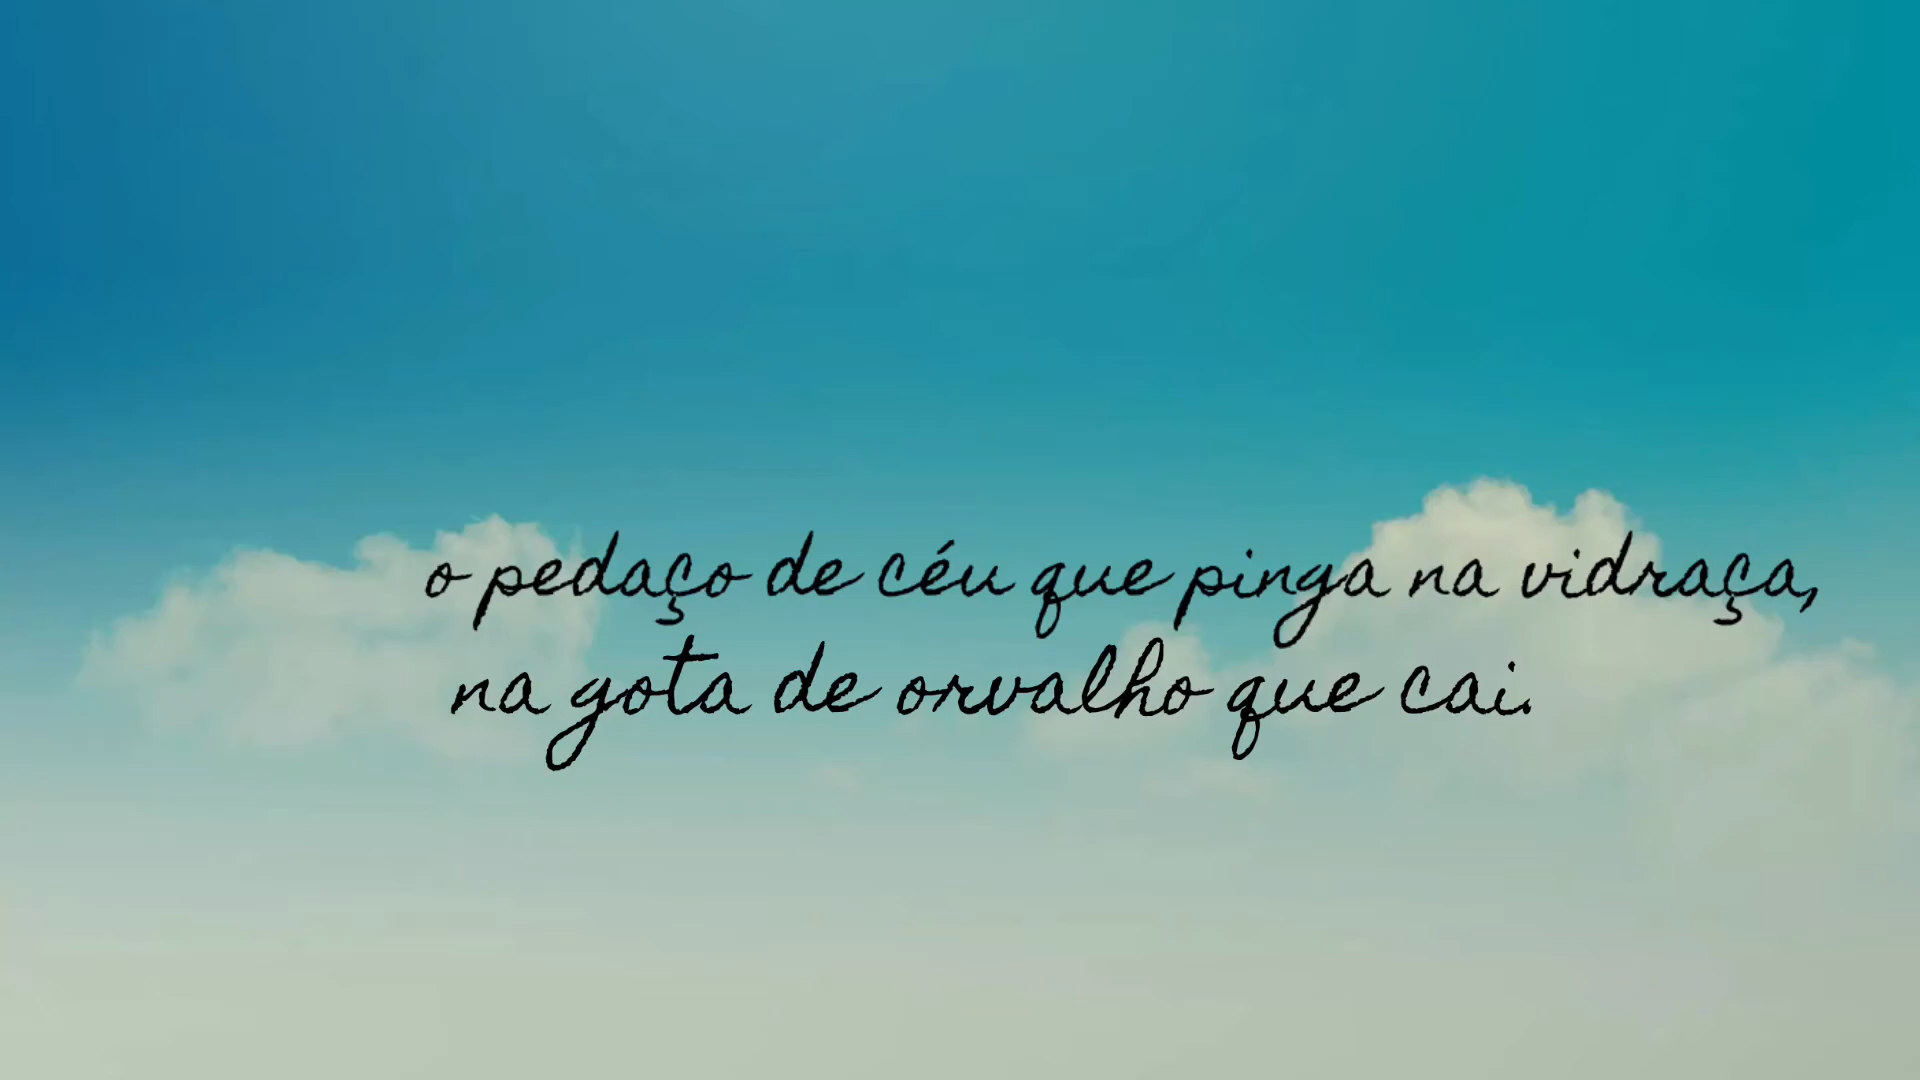 o pedaço de céu que pinga na vidraça,
na gota de orvalho que cai.